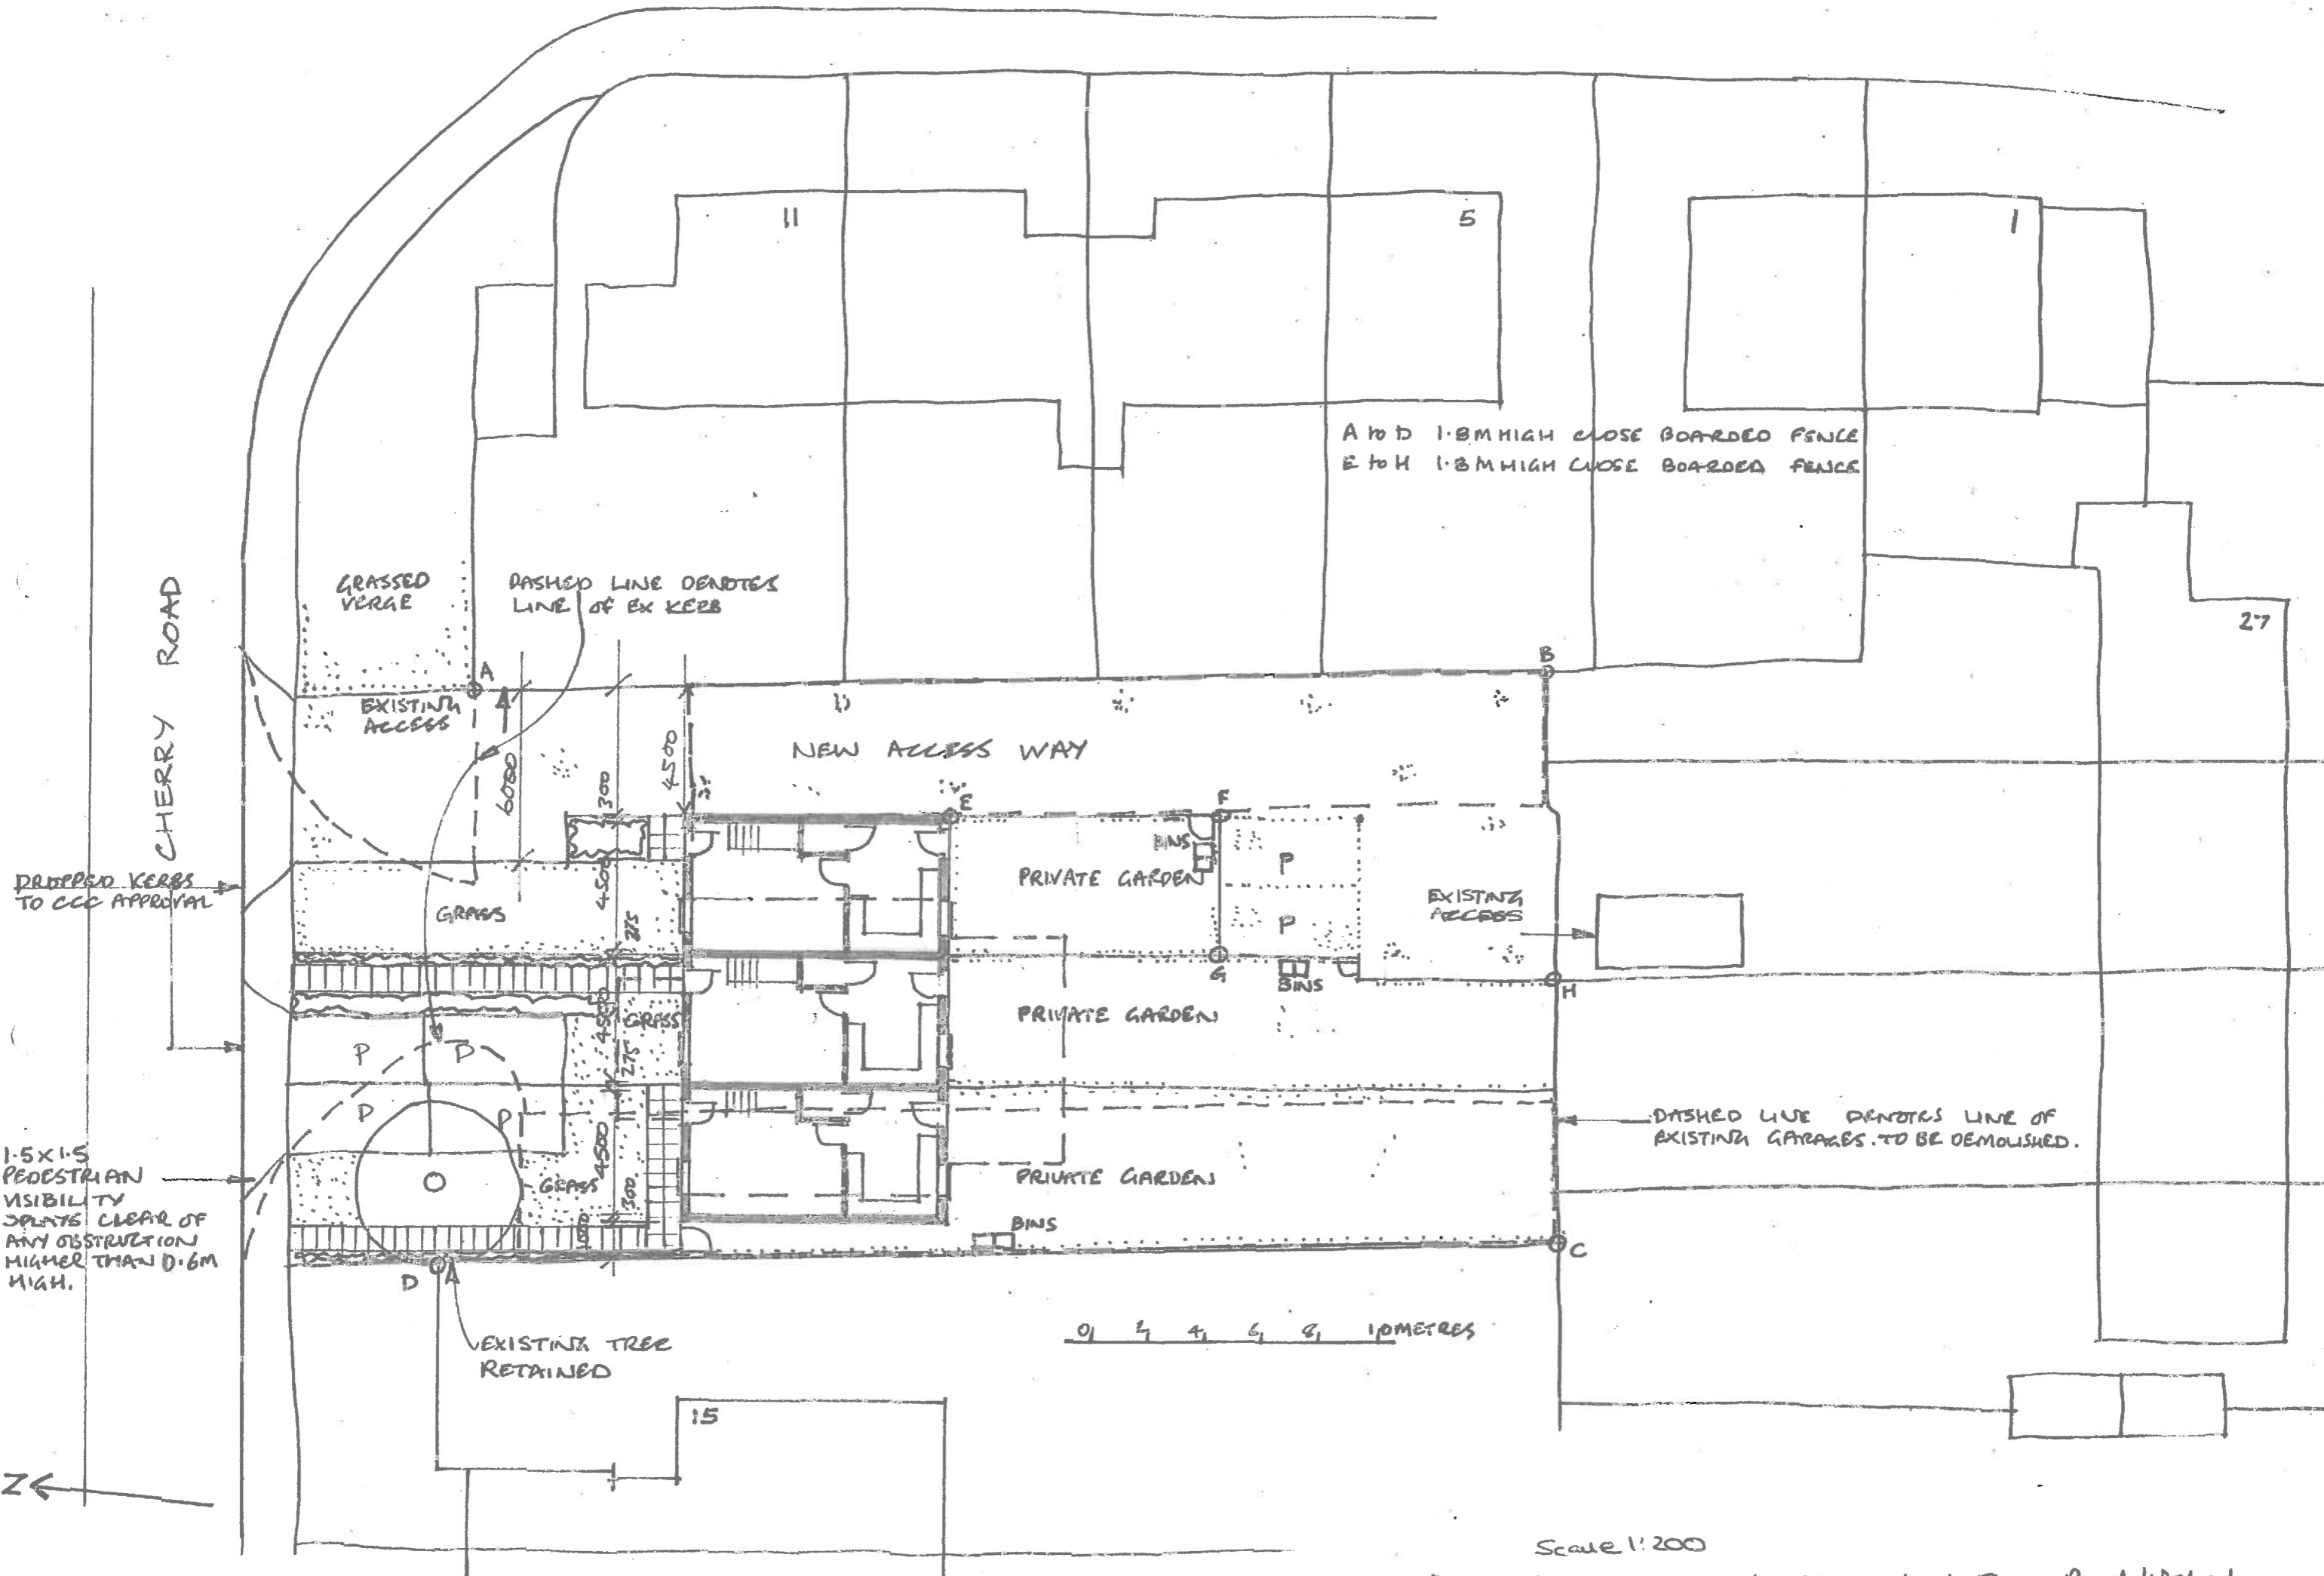 11
5
1
A to D 1.8M HIGH CLOSE BOARDED FENCE
E to H 1.8M HIGH CLOSE BOARDED FENCE
GRASSED
VERGE
DASHED LINE DENOTES
LINE OF EX KERB
27
CHERRY ROAD
A
B
EXISTING
ACCESS
NEW ACCESS WAY
6000
300
4500
E
F
BINS
P
PRIVATE GARDEN
DROPPED KERBS
TO CCC APPROVAL
GRASS
4500
275
EXISTING
ACCESS
P
G
BINS
H
PRIVATE GARDEN
GRASS
4500
275
P
P
P
P
DASHED LINE DENOTES LINE OF
EXISTING GARAGES. TO BE DEMOLISHED.
1.5 x 1.5
PEDESTRIAN
VISIBILITY
SPLAYS CLEAR OF
ANY OBSTRUCTION
HIGHER THAN 0.6M
HIGH.
4500
GRASS
300
1000
PRIVATE GARDEN
BINS
C
D
EXISTING TREE
RETAINED
0 2 4 6 8 10 METRES
15
Z
Scale 1:200